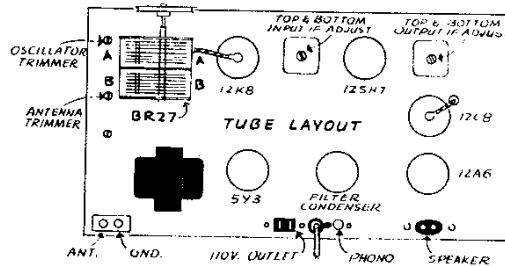 TOP & BOTTOM
INPUT IF ADJUST
TOP & BOTTOM
OUTPUT IF ADJUST
OSCILLATOR
TRIMMER
A
A
B
B
12K8
12SH7
ANTENNA
TRIMMER
BR27
TUBE LAYOUT
12C8
5Y3
FILTER
CONDENSER
12A6
ANT.
GND.
110V. OUTLET
PHONO
SPEAKER